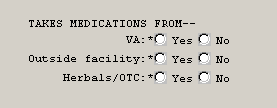 TAKES MEDICATIONS FROM--
VA:* Yes No
Outside facility:* Yes No
Herbals/OTC:* Yes No